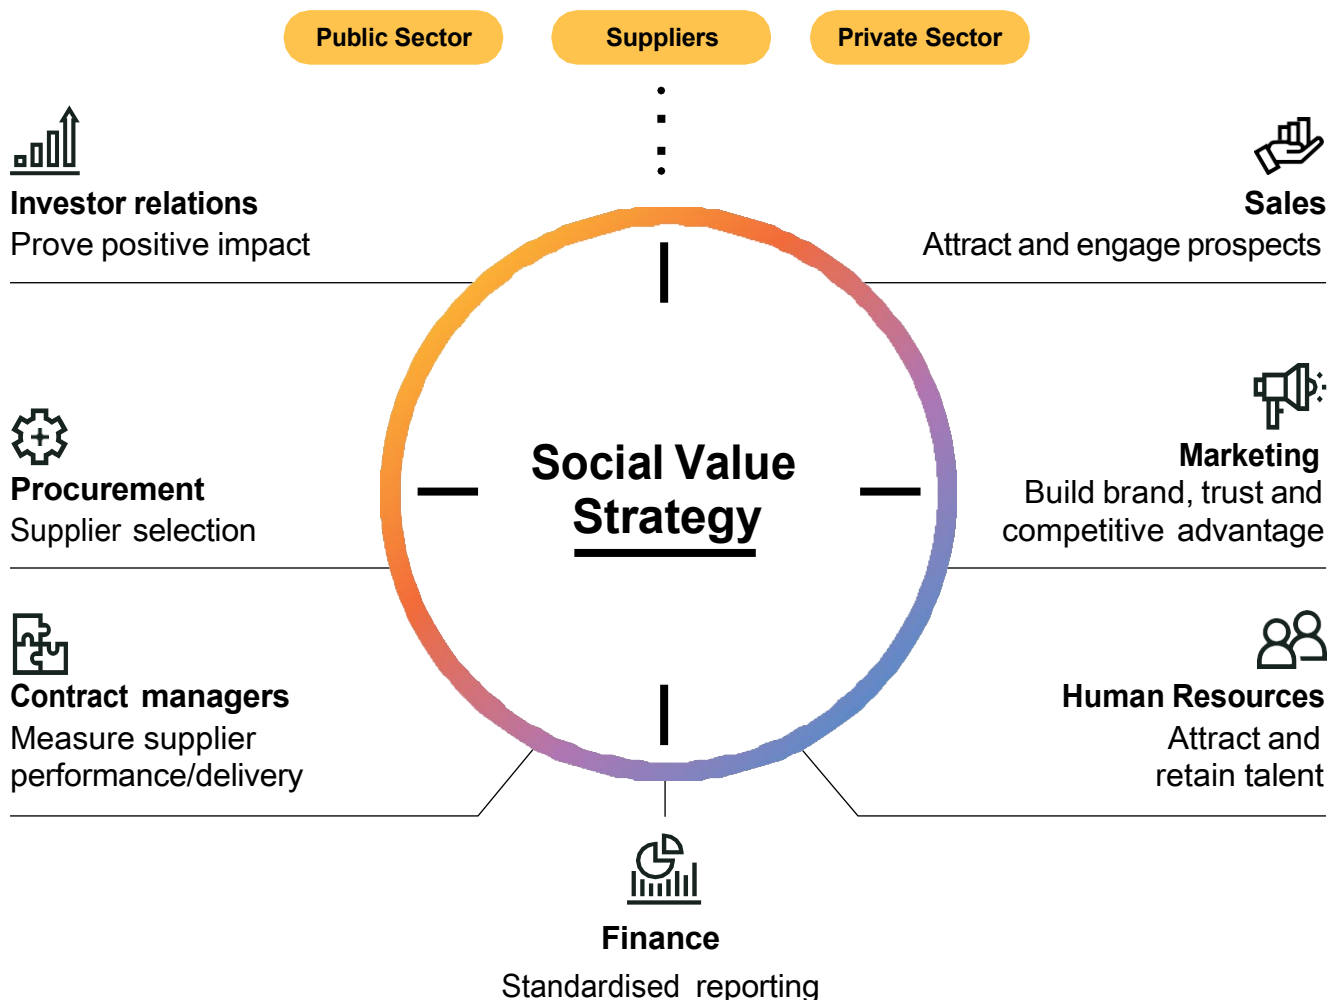 Public Sector
Suppliers
Private Sector
Investor relations
Prove positive impact
Sales
Attract and engage prospects
Social Value
Strategy
Procurement
Supplier selection
Marketing
Build brand, trust and
competitive advantage
Contract managers
Measure supplier
performance/delivery
Human Resources
Attract and
retain talent
Finance
Standardised reporting